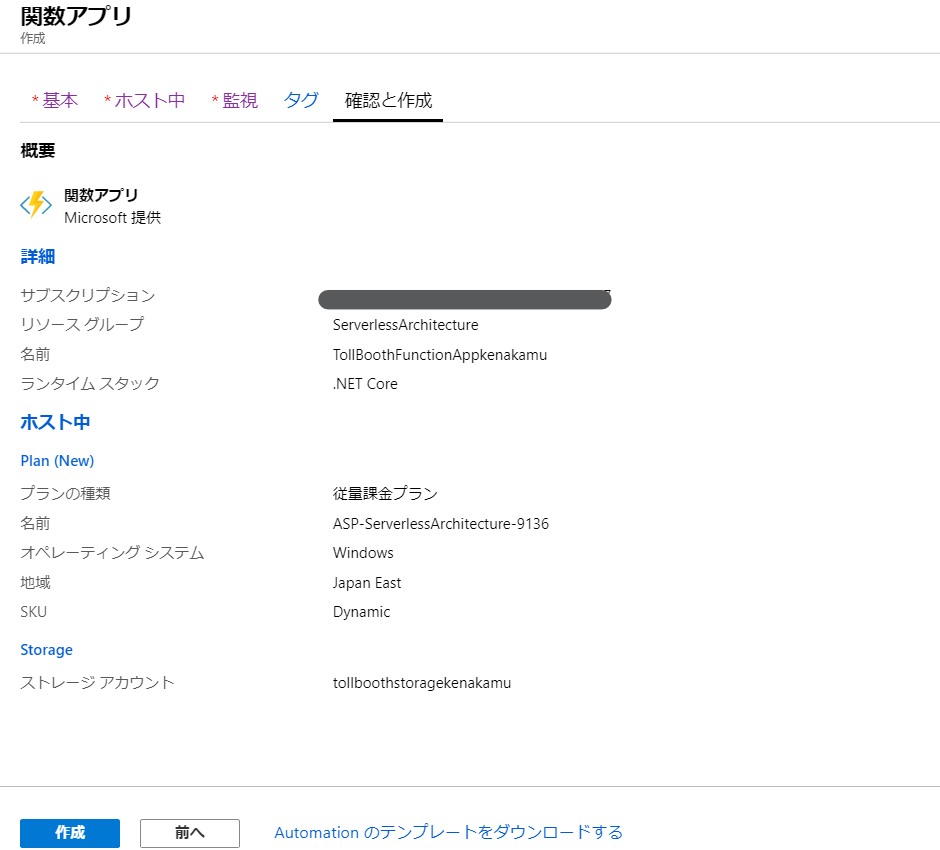 関数アプリ
作成
* 基本 * ホスト中 * 監視 タグ 確認と作成
概要
関数アプリ
Microsoft 提供
詳細
サブスクリプション
リソース グループ ServerlessArchitecture
名前 TollBoothFunctionAppkenakamu
ランタイム スタック .NET Core
ホスト中
Plan (New)
プランの種類 従量課金プラン
名前 ASP-ServerlessArchitecture-9136
オペレーティング システム Windows
地域 Japan East
SKU Dynamic
Storage
ストレージ アカウント tollboothstoragekenakamu
作成 前へ Automation のテンプレートをダウンロードする